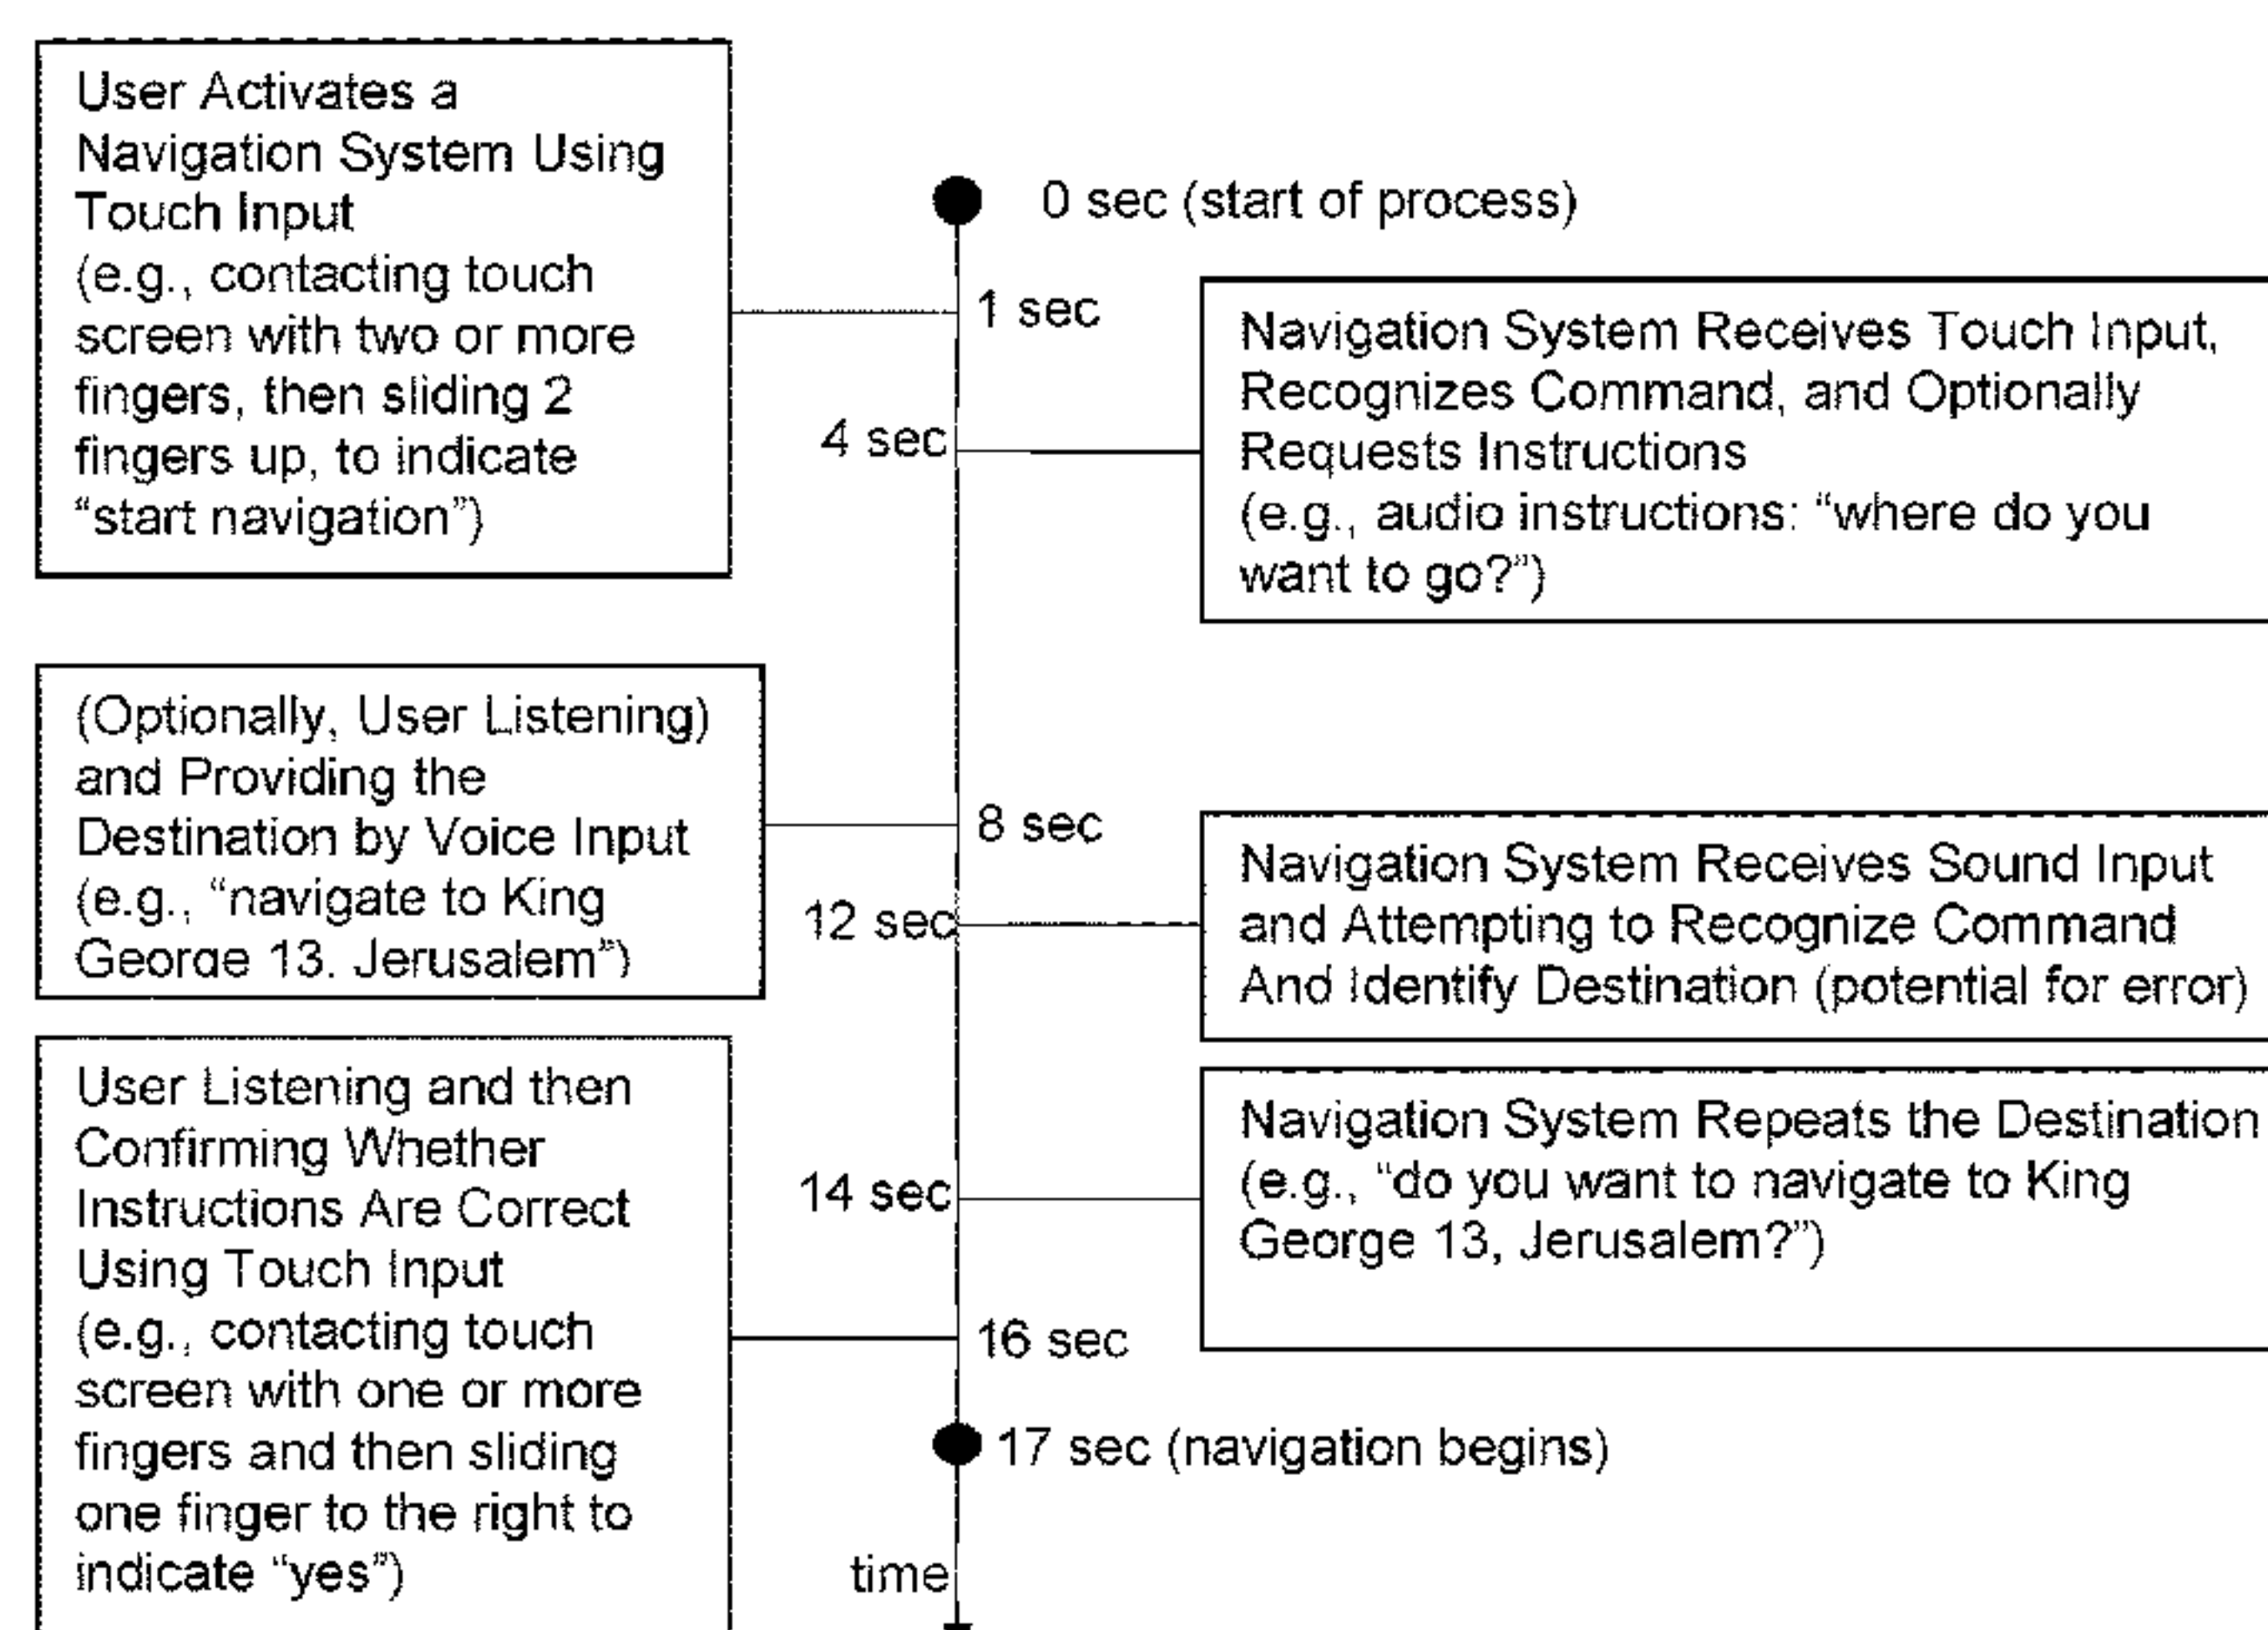 User Activates a
Navigation System Using
Touch Input
(e.g., contacting touch
screen with two or more
fingers, then sliding 2
fingers up, to indicate
“start navigation”)
0 sec (start of process)
1 sec
Navigation System Receives Touch Input,
Recognizes Command, and Optionally
Requests Instructions
(e.g., audio instructions: “where do you
want to go?”)
4 sec
(Optionally, User Listening)
and Providing the
Destination by Voice Input
(e.g., “navigate to King
George 13. Jerusalem”)
8 sec
12 sec
Navigation System Receives Sound Input
and Attempting to Recognize Command
And Identify Destination (potential for error)
Navigation System Repeats the Destination
(e.g., “do you want to navigate to King
George 13, Jerusalem?”)
14 sec
User Listening and then
Confirming Whether
Instructions Are Correct
Using Touch Input
(e.g., contacting touch
screen with one or more
fingers and then sliding
one finger to the right to
indicate “yes”)
16 sec
17 sec (navigation begins)
time